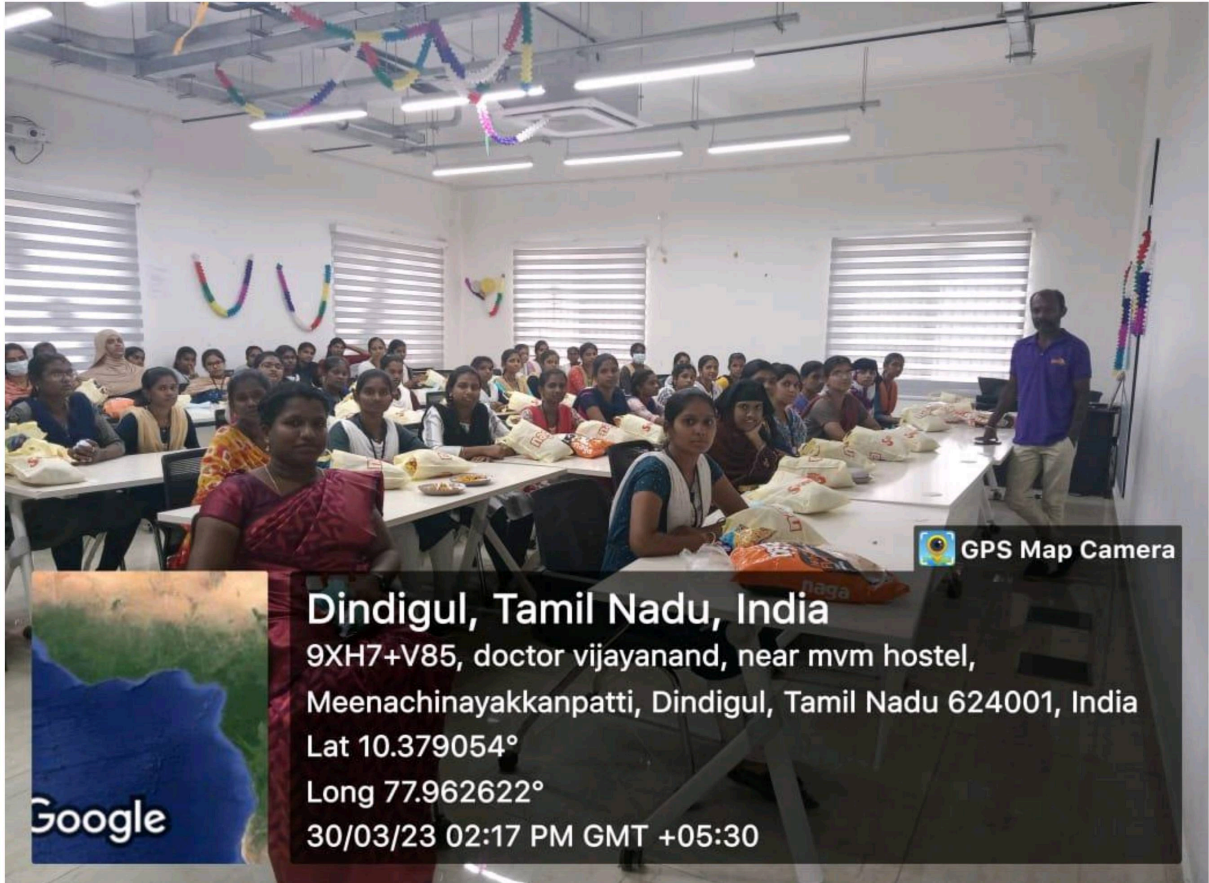 GPS Map Camera
Dindigul, Tamil Nadu, India
9XH7+V85, doctor vijayanand, near mvm hostel,
Meenachinayakkanpatti, Dindigul, Tamil Nadu 624001, India
Lat 10.379054°
Long 77.962622°
30/03/23 02:17 PM GMT +05:30
Google
naga